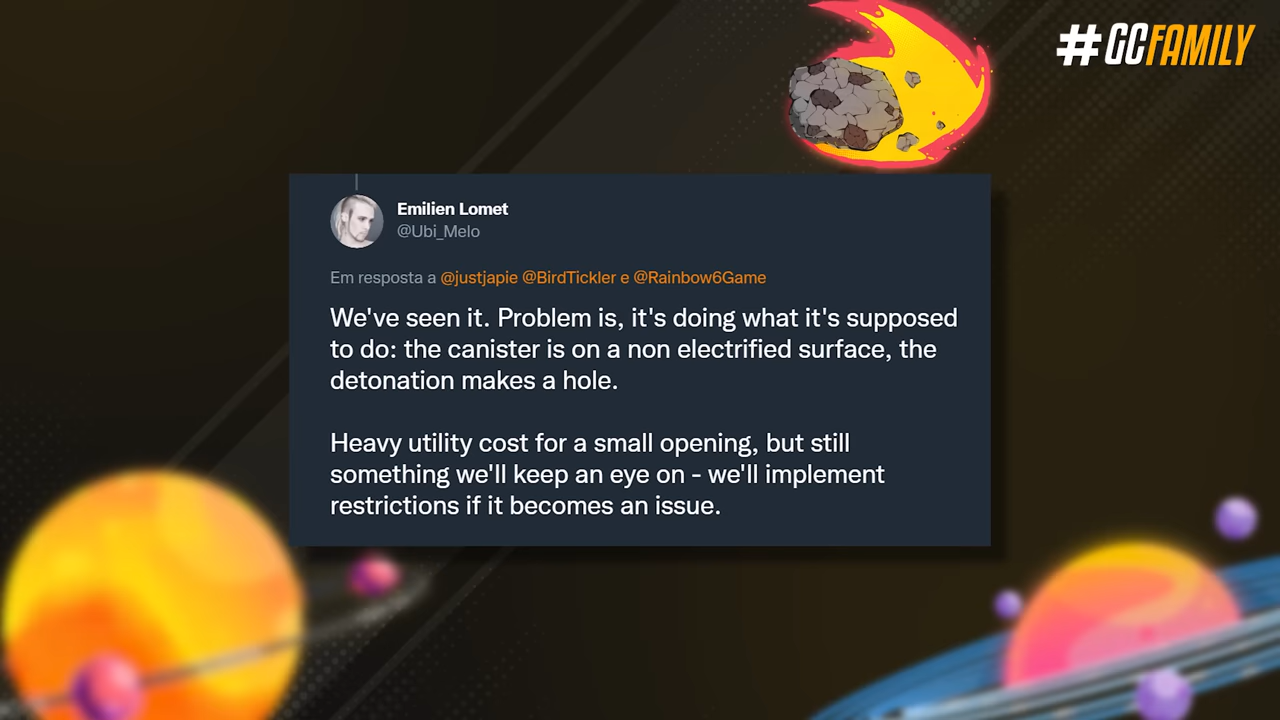 #GCFAMILY
Emilien Lomet
@Ubi_Melo
Em resposta a @justjapie @BirdTickler e @Rainbow6Game
We've seen it. Problem is, it's doing what it's supposed
to do: the canister is on a non electrified surface, the
detonation makes a hole.
Heavy utility cost for a small opening, but still
something we'll keep an eye on - we'll implement
restrictions if it becomes an issue.